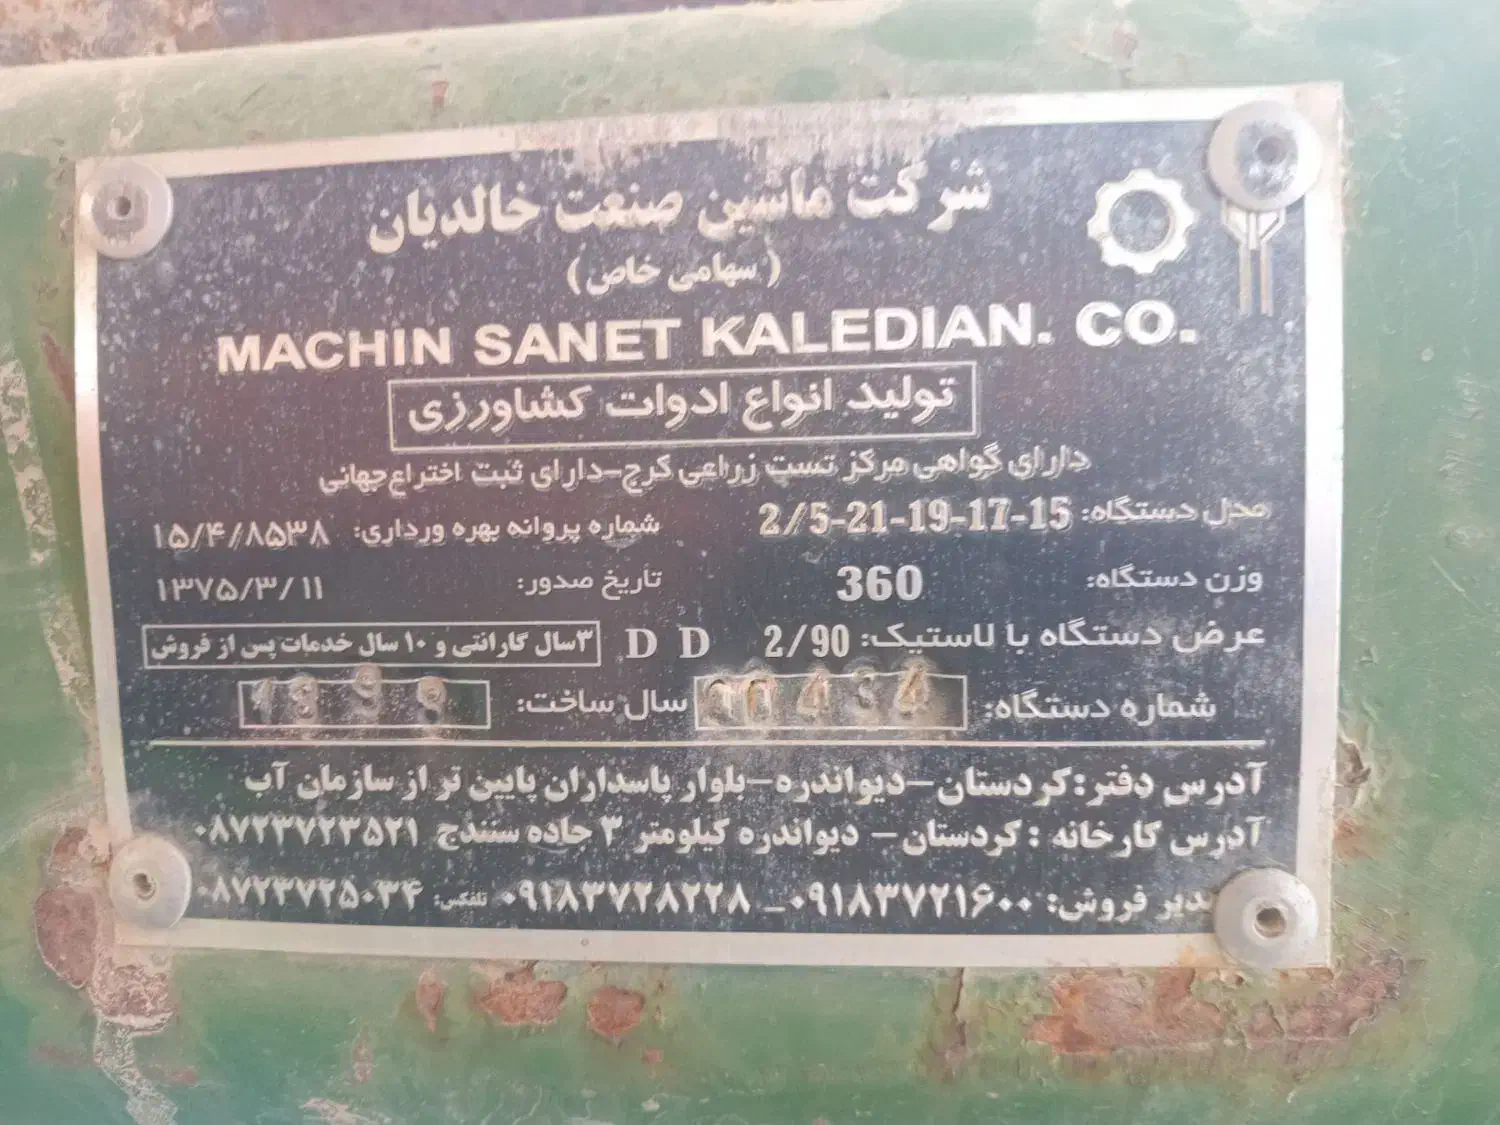 شرکت ماشین صنعت خالدیان
(سهامی خاص)
MACHIN SANET KALEDIAN. CO.
تولید انواع ادوات کشاورزی
دارای گواهی مرکز تست زراعی کرج-دارای ثبت اختراع جهانی
مدل دستگاه: 2/5-21-19-17-15 شماره پروانه بهره ورداری: ۱۵/۴/۸۵۳۸
وزن دستگاه: 360 تاریخ صدور: ۱۳۷۵/۳/۱۱
عرض دستگاه با لاستیک: 2/90 D D ۳سال گارانتی و ۱۰ سال خدمات پس از فروش
شماره دستگاه: سال ساخت:
آدرس دفتر: کردستان-دیواندره-بلوار پاسداران پایین تر از سازمان آب
آدرس کارخانه : کردستان- دیواندره کیلومتر ۳ جاده سنندج ۰۸۷۲۳۷۲۳۵۲۱
مدیر فروش: ۰۹۱۸۳۷۲۱۶۰۰-۰۹۱۸۳۷۲۸۲۲۸ تلفکس: ۰۸۷۲۳۷۲۵۰۳۴